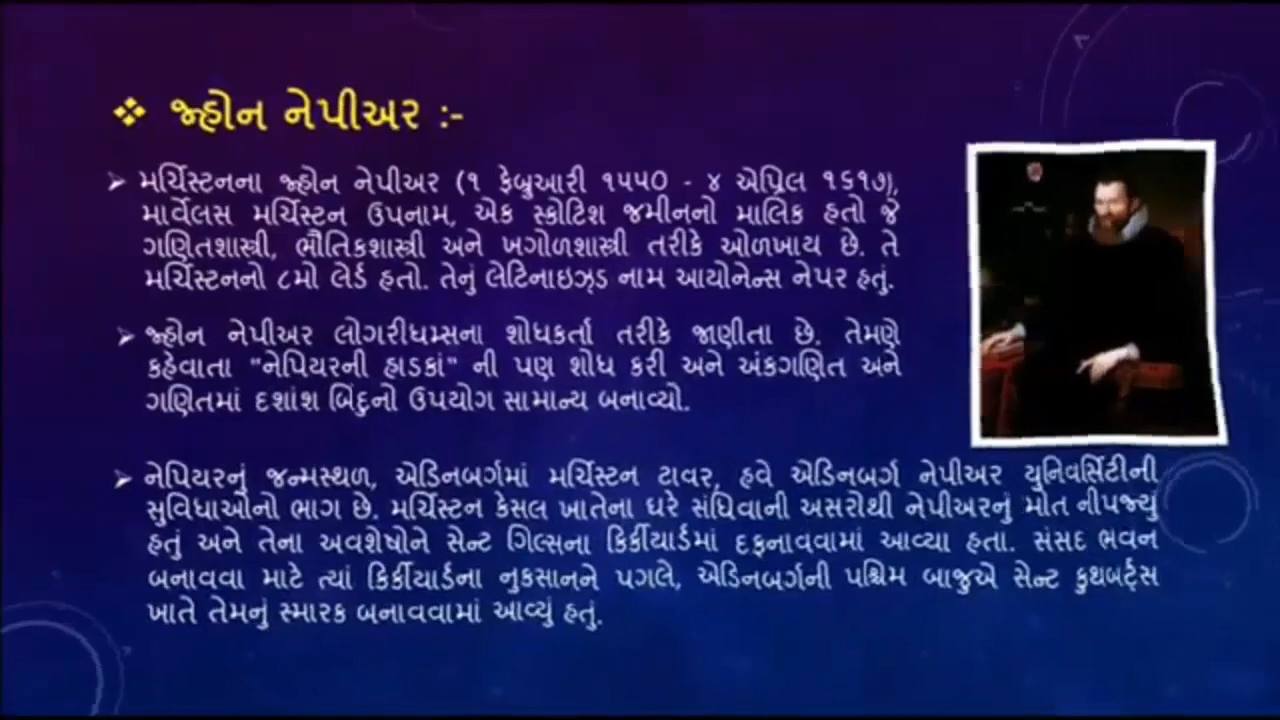 ❖ જ્હોન નેપીઅર :-
➢ મર્ચિસ્ટનના જ્હોન નેપીઅર (૧ ફેબ્રુઆરી ૧૫૫૦ - ૪ એપ્રિલ ૧૬૧૭),
માર્વેલસ મર્ચિસ્ટન ઉપનામ, એક સ્કોટિશ જમીનનો માલિક હતો જે
ગણિતશાસ્ત્રી, ભૌતિકશાસ્ત્રી અને ખગોળશાસ્ત્રી તરીકે ઓળખાય છે. તે
મર્ચિસ્ટનનો ૮મો લેર્ડ હતો. તેનું લેટિનાઇઝ્ડ નામ આયોનેન્સ નેપર હતું.
➢ જ્હોન નેપીઅર લોગરીધમ્સના શોધકર્તા તરીકે જાણીતા છે. તેમણે
કહેવાતા "નેપિયરની હાડકાં" ની પણ શોધ કરી અને અંકગણિત અને
ગણિતમાં દશાંશ બિંદુનો ઉપયોગ સામાન્ય બનાવ્યો.
➢ નેપિયરનું જન્મસ્થળ, એડિનબર્ગમાં મર્ચિસ્ટન ટાવર, હવે એડિનબર્ગ નેપીઅર યુનિવર્સિટીની
સુવિધાઓનો ભાગ છે. મર્ચિસ્ટન કેસલ ખાતેના ઘરે સંધિવાની અસરોથી નેપીઅરનું મોત નીપજ્યું
હતું અને તેના અવશેષોને સેન્ટ ગિલ્સના કિર્કીયાર્ડમાં દફનાવવામાં આવ્યા હતા. સંસદ ભવન
બનાવવા માટે ત્યાં કિર્કીયાર્ડના નુકસાનને પગલે, એડિનબર્ગની પશ્ચિમ બાજુએ સેન્ટ કુથબર્ટ્સ
ખાતે તેમનું સ્મારક બનાવવામાં આવ્યું હતું.